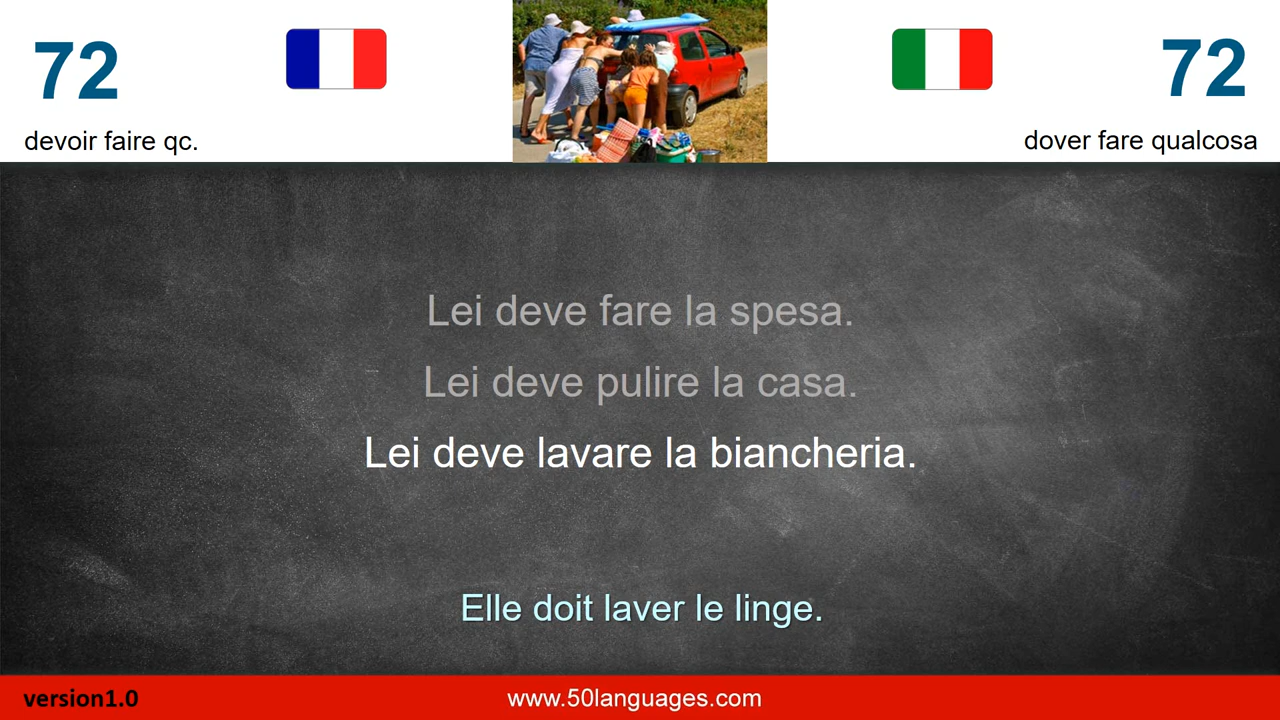 72
72
devoir faire qc.
dover fare qualcosa
Lei deve fare la spesa.
Lei deve pulire la casa.
Lei deve lavare la biancheria.
Elle doit laver le linge.
version1.0
www.50languages.com